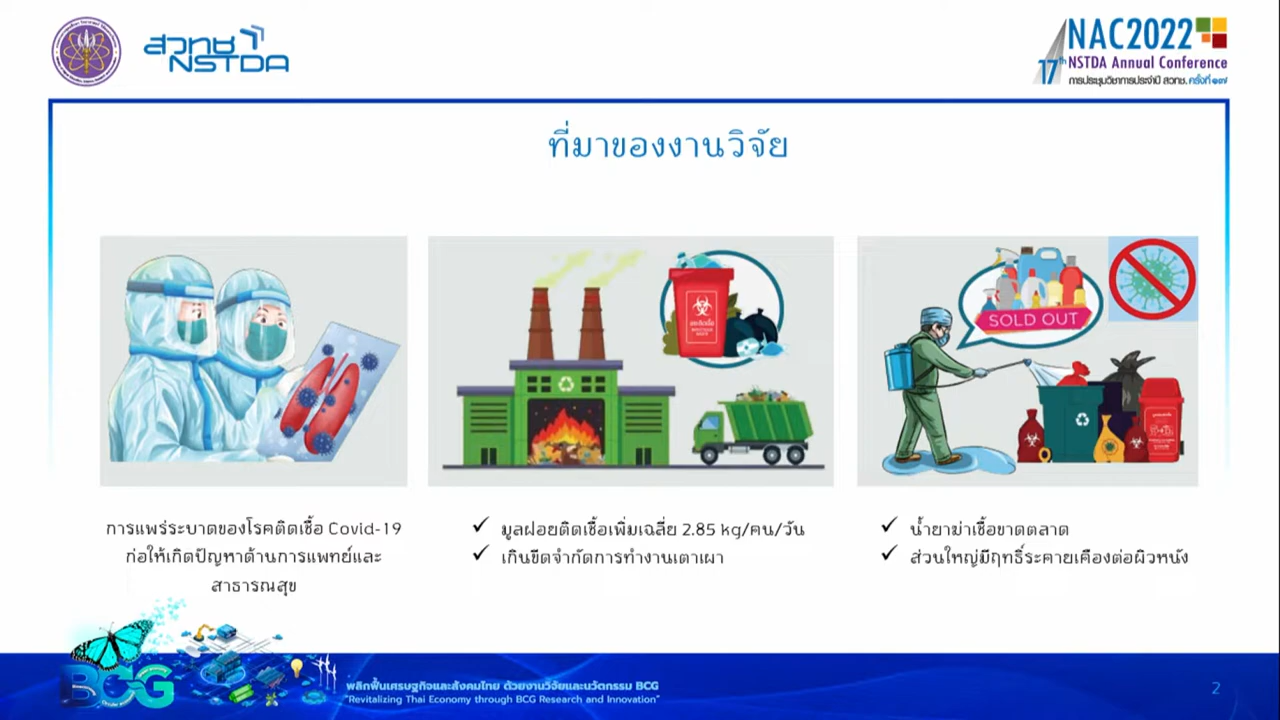 สวทช
NSTDA
NAC2022
17th NSTDA Annual Conference
การประชุมวิชาการประจำปี สวทช. ครั้งที่ ๑๗
ที่มาของงานวิจัย
SOLD OUT
การแพร่ระบาดของโรคติดเชื้อ Covid-19
ก่อให้เกิดปัญหาด้านการแพทย์และ
สาธารณสุข
✓ มูลฝอยติดเชื้อเพิ่มเฉลี่ย 2.85 kg/คน/วัน
✓ เกินขีดจำกัดการทำงานเตาเผา
✓ น้ำยาฆ่าเชื้อขาดตลาด
✓ ส่วนใหญ่มีฤทธิ์ระคายเคืองต่อผิวหนัง
BCG
พลิกฟื้นเศรษฐกิจและสังคมไทย ด้วยงานวิจัยและนวัตกรรม BCG
"Revitalizing Thai Economy through BCG Research and Innovation"
2